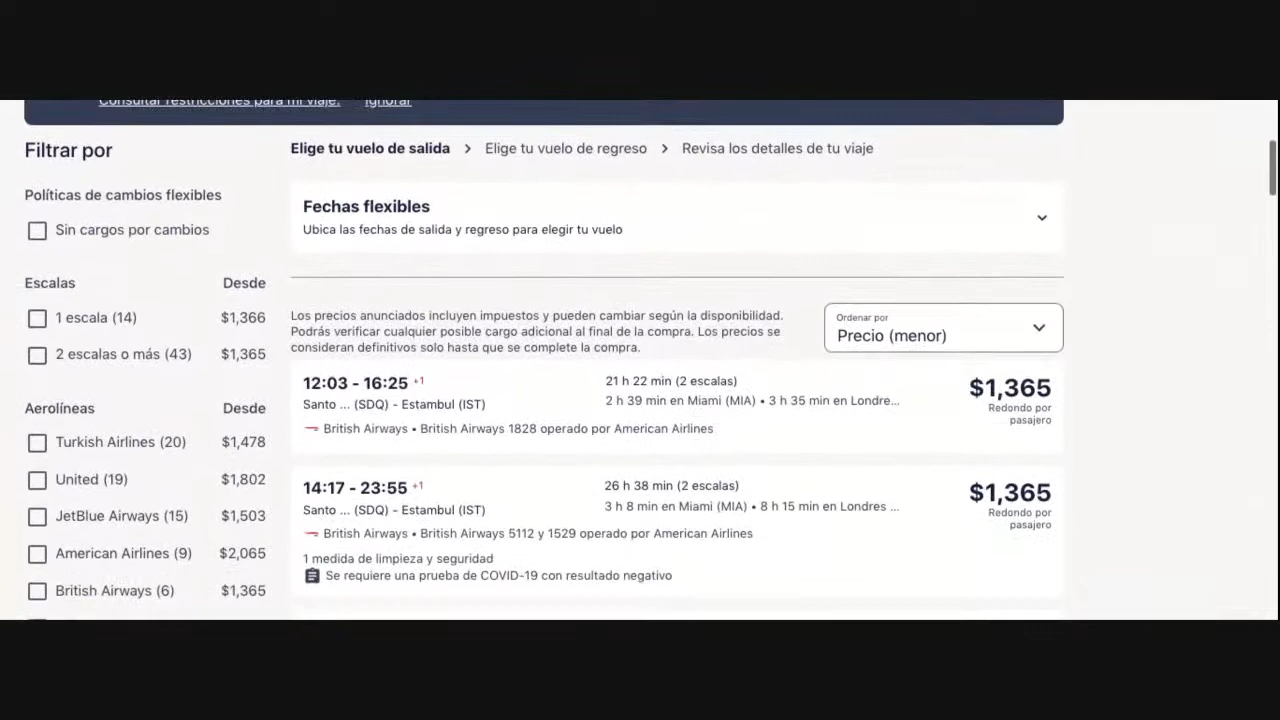 Consultar restricciones para mi viaje. Ignorar
Filtrar por
Políticas de cambios flexibles
Sin cargos por cambios
Escalas Desde
1 escala (14) $1,366
2 escalas o más (43) $1,365
Aerolíneas Desde
Turkish Airlines (20) $1,478
United (19) $1,802
JetBlue Airways (15) $1,503
American Airlines (9) $2,065
British Airways (6) $1,365
Elige tu vuelo de salida > Elige tu vuelo de regreso > Revisa los detalles de tu viaje
Fechas flexibles
Ubica las fechas de salida y regreso para elegir tu vuelo
Los precios anunciados incluyen impuestos y pueden cambiar según la disponibilidad.
Podrás verificar cualquier posible cargo adicional al final de la compra. Los precios se
consideran definitivos solo hasta que se complete la compra.
Ordenar por
Precio (menor)
12:03 - 16:25 +1
Santo ... (SDQ) - Estambul (IST)
British Airways • British Airways 1828 operado por American Airlines
21 h 22 min (2 escalas)
2 h 39 min en Miami (MIA) • 3 h 35 min en Londre...
$1,365
Redondo por
pasajero
14:17 - 23:55 +1
Santo ... (SDQ) - Estambul (IST)
British Airways • British Airways 5112 y 1529 operado por American Airlines
26 h 38 min (2 escalas)
3 h 8 min en Miami (MIA) • 8 h 15 min en Londres ...
$1,365
Redondo por
pasajero
1 medida de limpieza y seguridad
Se requiere una prueba de COVID-19 con resultado negativo